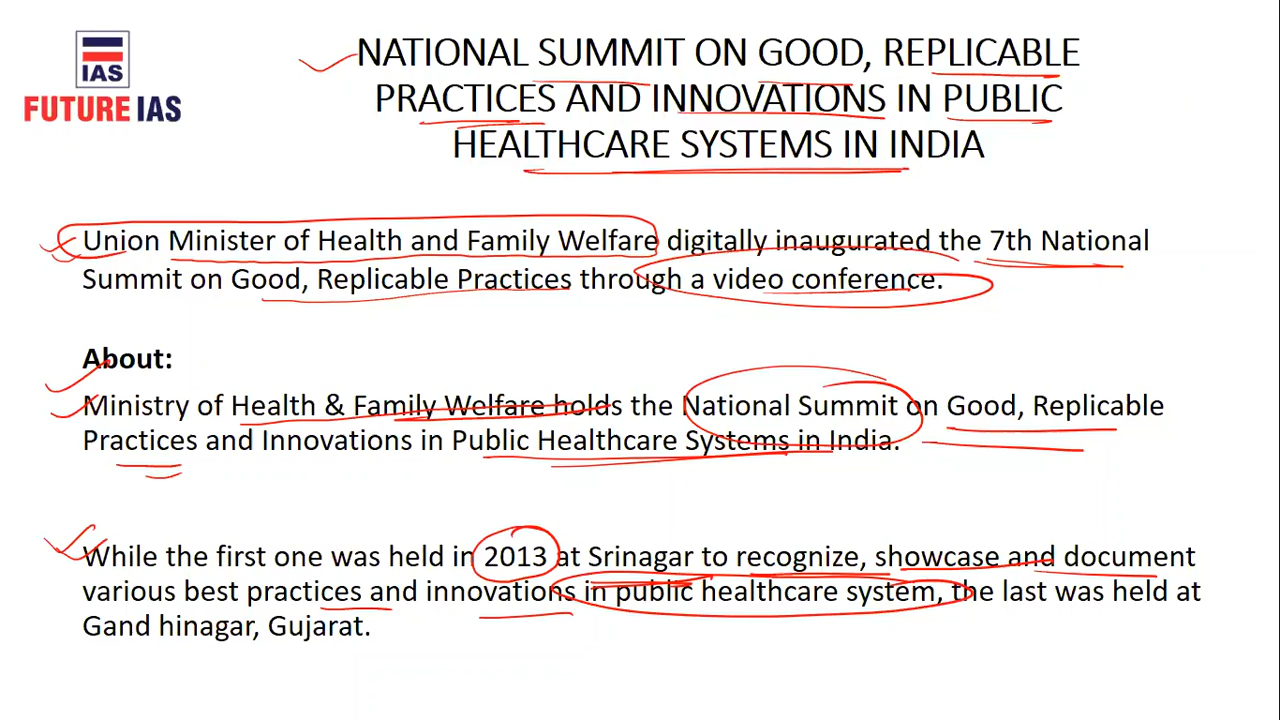 IAS
FUTURE IAS
NATIONAL SUMMIT ON GOOD, REPLICABLE
PRACTICES AND INNOVATIONS IN PUBLIC
HEALTHCARE SYSTEMS IN INDIA
Union Minister of Health and Family Welfare digitally inaugurated the 7th National
Summit on Good, Replicable Practices through a video conference.
About:
Ministry of Health & Family Welfare holds the National Summit on Good, Replicable
Practices and Innovations in Public Healthcare Systems in India.
While the first one was held in 2013 at Srinagar to recognize, showcase and document
various best practices and innovations in public healthcare system, the last was held at
Gand hinagar, Gujarat.